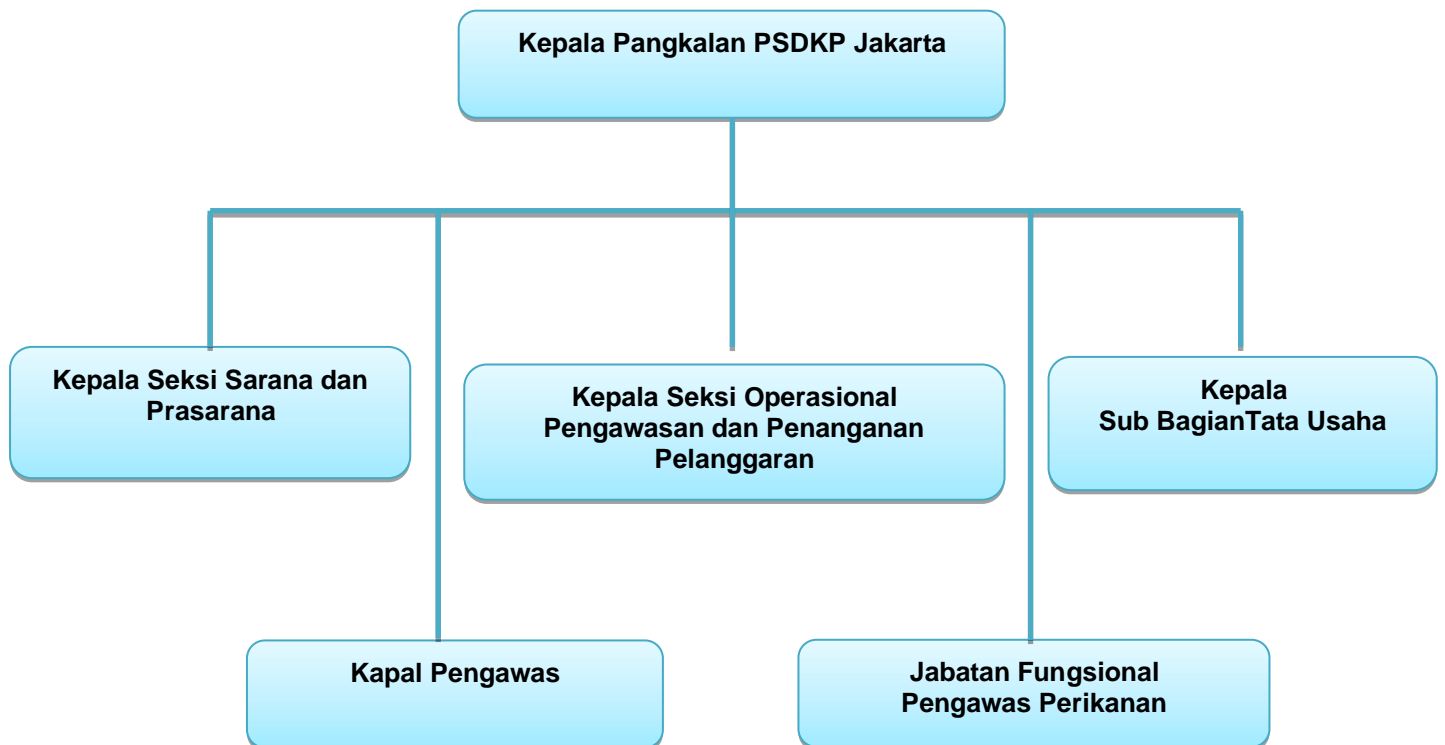 Kepala Pangkalan PSDKP Jakarta
Kepala Seksi Sarana dan
Prasarana
Kepala Seksi Operasional
Pengawasan dan Penanganan
Pelanggaran
Kepala
Sub BagianTata Usaha
Kapal Pengawas
Jabatan Fungsional
Pengawas Perikanan